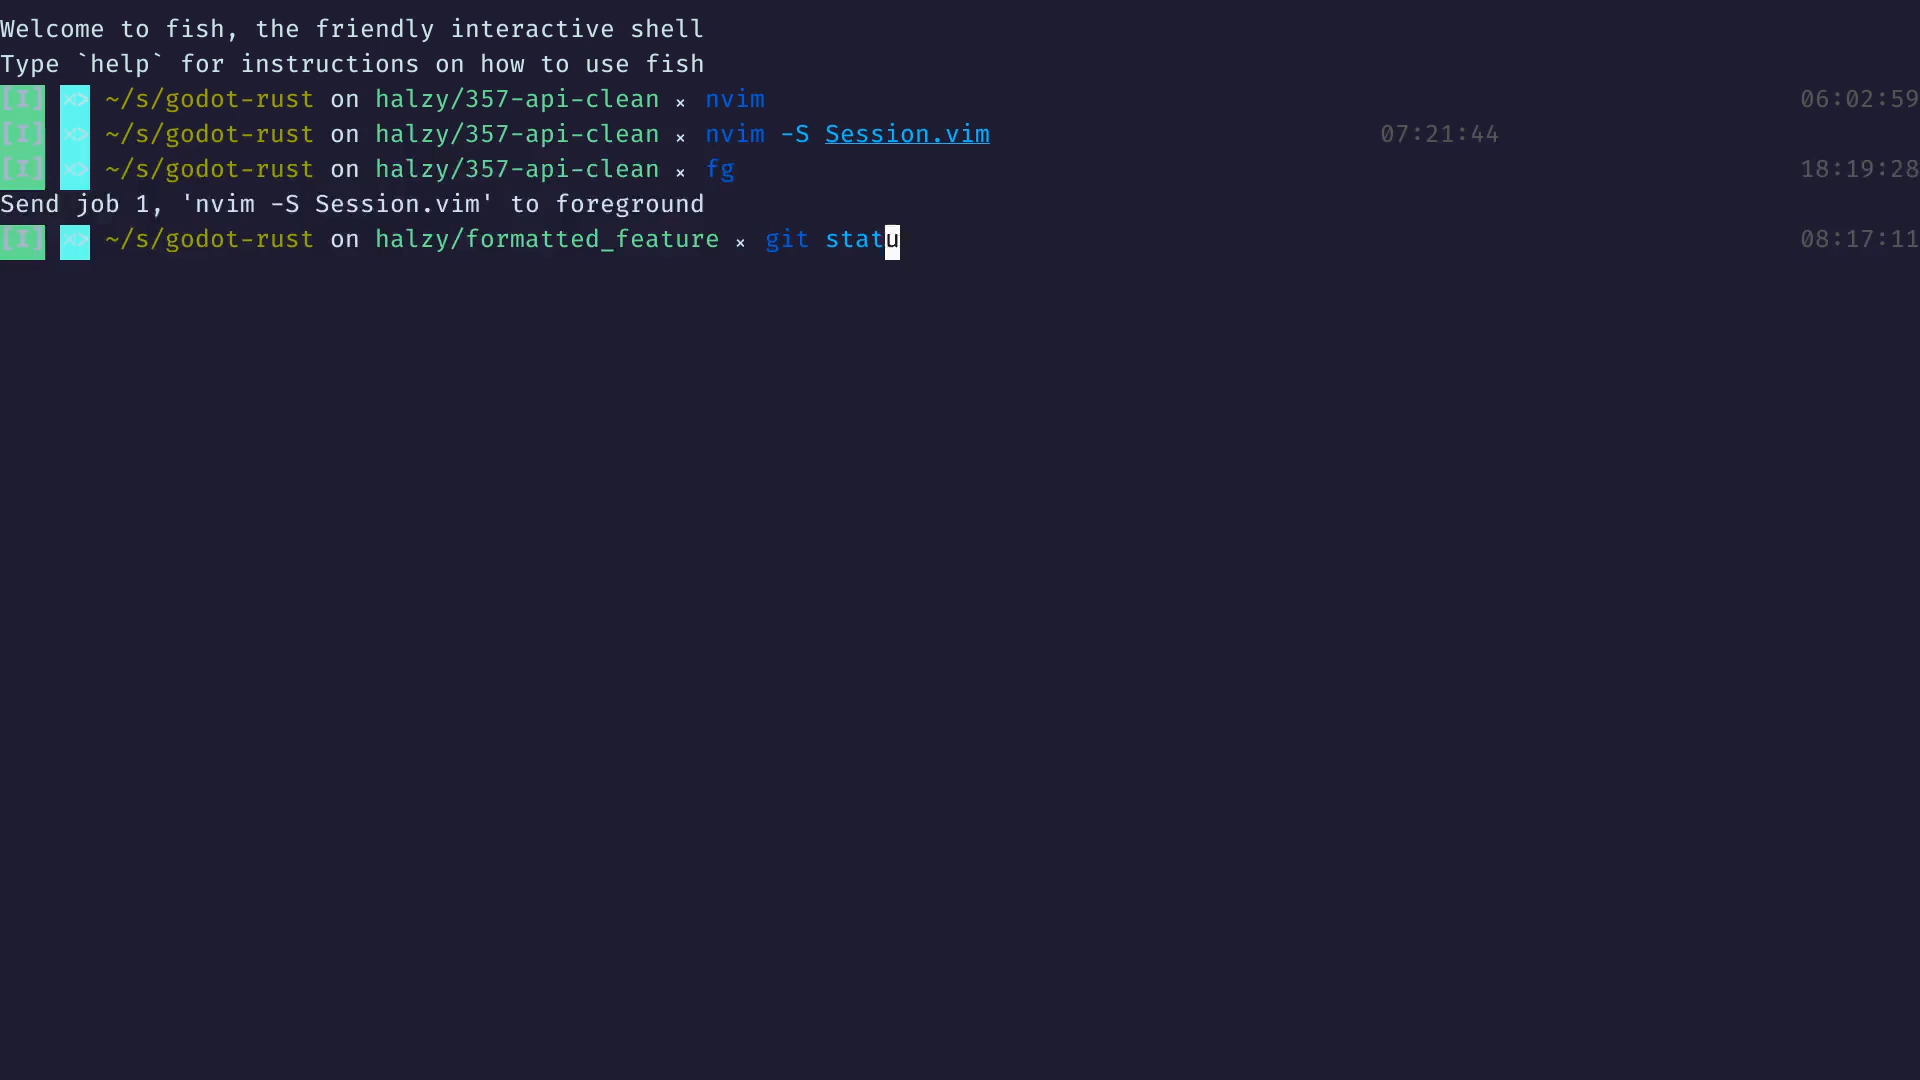 Welcome to fish, the friendly interactive shell
Type `help` for instructions on how to use fish
[I] ⋊> ~/s/godot-rust on halzy/357-api-clean ⨯ nvim 06:02:59
[I] ⋊> ~/s/godot-rust on halzy/357-api-clean ⨯ nvim -S Session.vim 07:21:44
[I] ⋊> ~/s/godot-rust on halzy/357-api-clean ⨯ fg 18:19:28
Send job 1, 'nvim -S Session.vim' to foreground
[I] ⋊> ~/s/godot-rust on halzy/formatted_feature ⨯ git statu 08:17:11